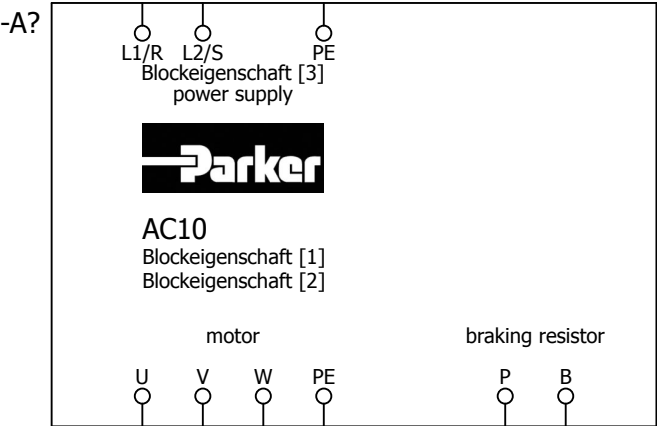 -A?
L1/R L2/S PE
Blockeigenschaft [3]
power supply
Parker
AC10
Blockeigenschaft [1]
Blockeigenschaft [2]
motor braking resistor
U V W PE P B